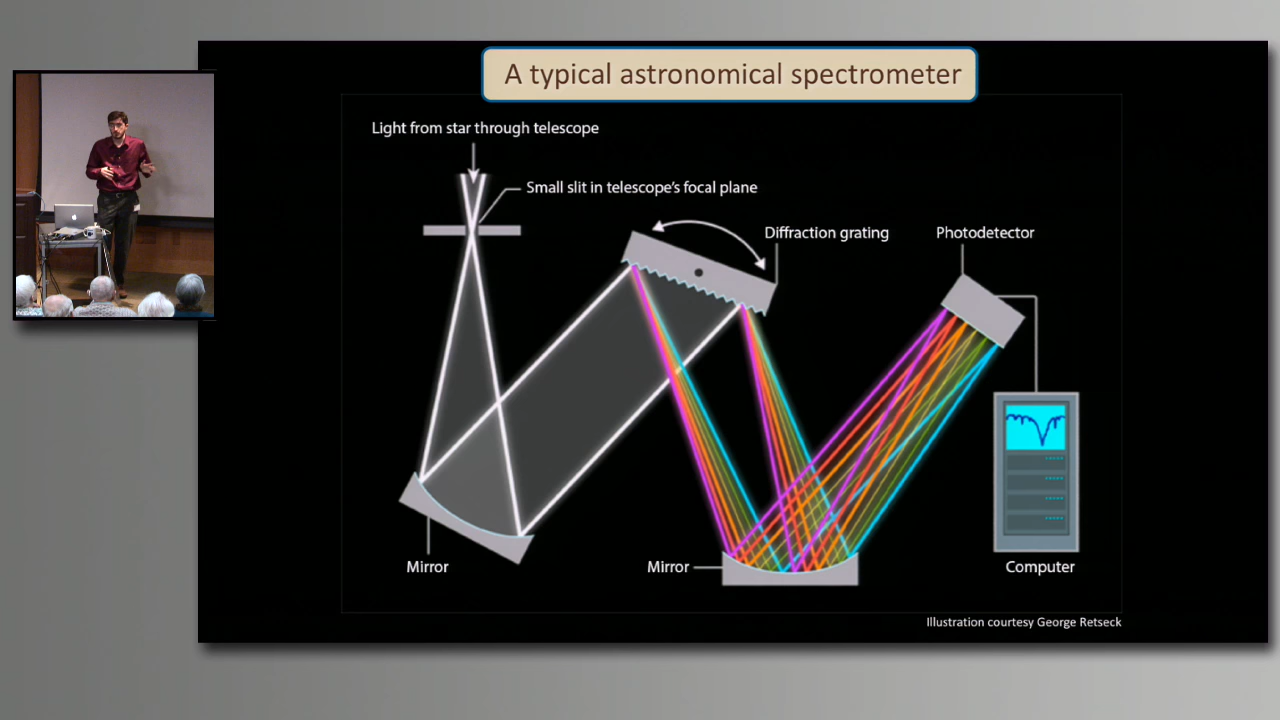 A typical astronomical spectrometer
Light from star through telescope
Small slit in telescope's focal plane
Diffraction grating
Photodetector
Mirror
Mirror
Computer
Illustration courtesy George Retseck